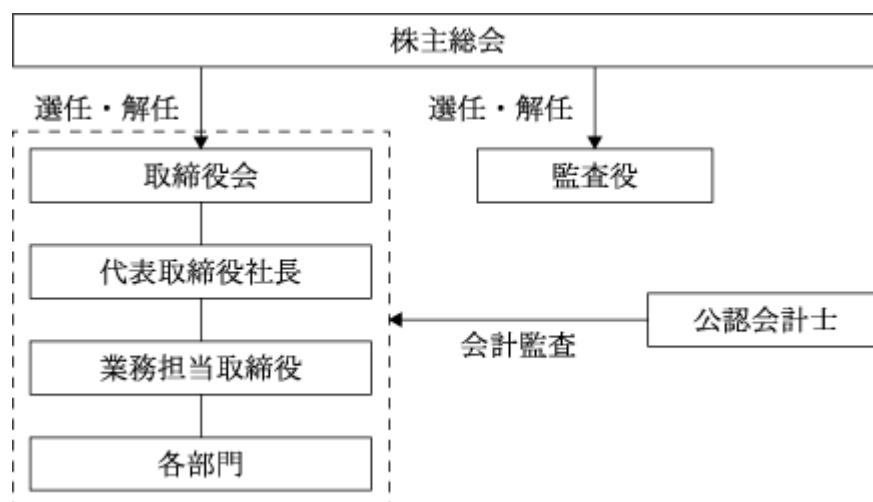 株主総会
選任・解任
選任・解任
取締役会
監査役
代表取締役社長
公認会計士
会計監査
業務担当取締役
各部門